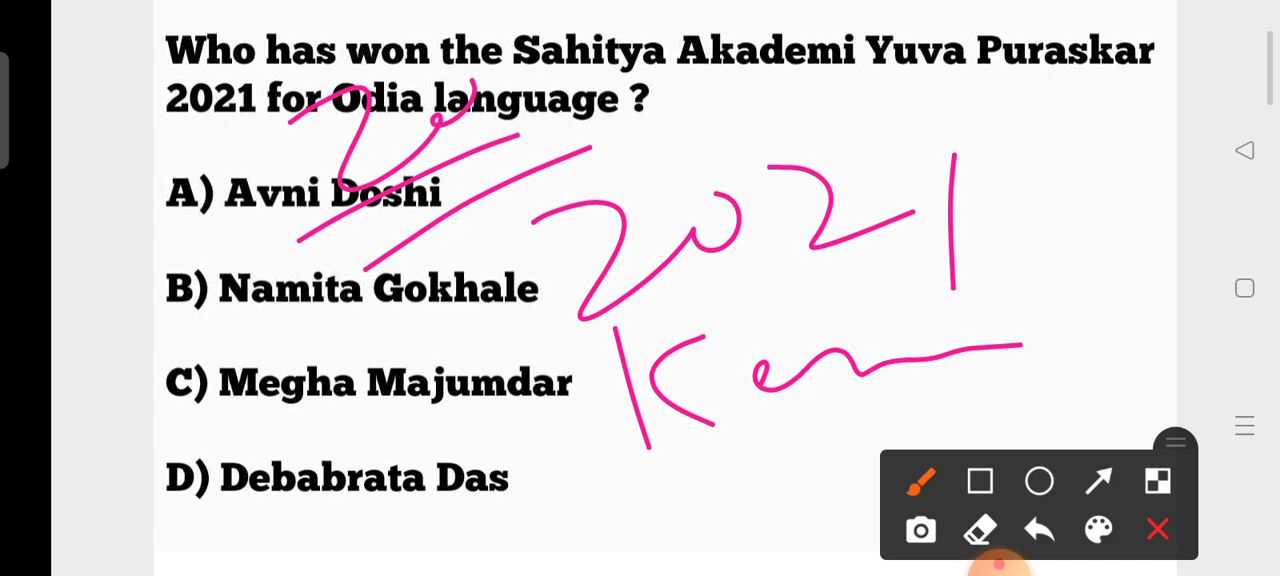 Who has won the Sahitya Akademi Yuva Puraskar
2021 for Odia language ?
A) Avni Doshi
B) Namita Gokhale
2021
C) Megha Majumdar
D) Debabrata Das